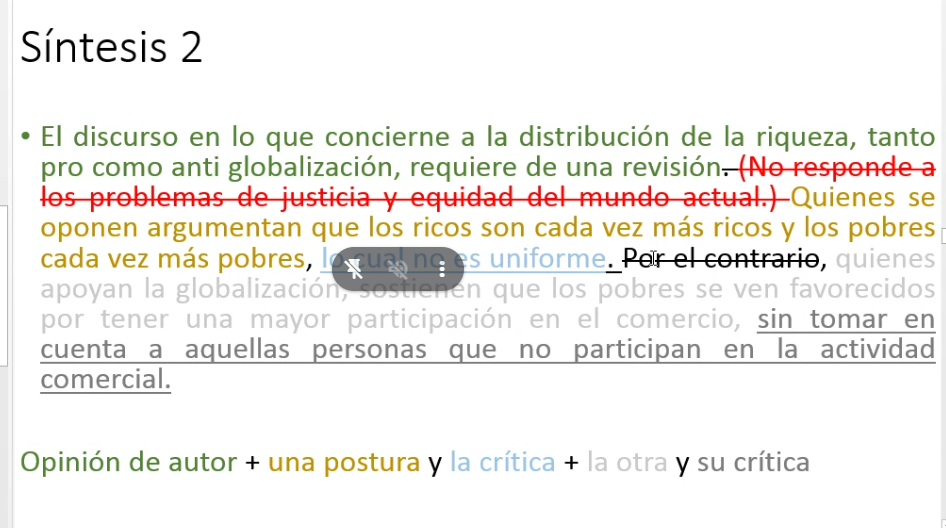 Síntesis 2
• El discurso en lo que concierne a la distribución de la riqueza, tanto
pro como anti globalización, requiere de una revisión. (No responde a
los problemas de justicia y equidad del mundo actual.) Quienes se
oponen argumentan que los ricos son cada vez más ricos y los pobres
cada vez más pobres, lo cual no es uniforme. Por el contrario, quienes
apoyan la globalización, sostienen que los pobres se ven favorecidos
por tener una mayor participación en el comercio, sin tomar en
cuenta a aquellas personas que no participan en la actividad
comercial.
Opinión de autor + una postura y la crítica + la otra y su crítica